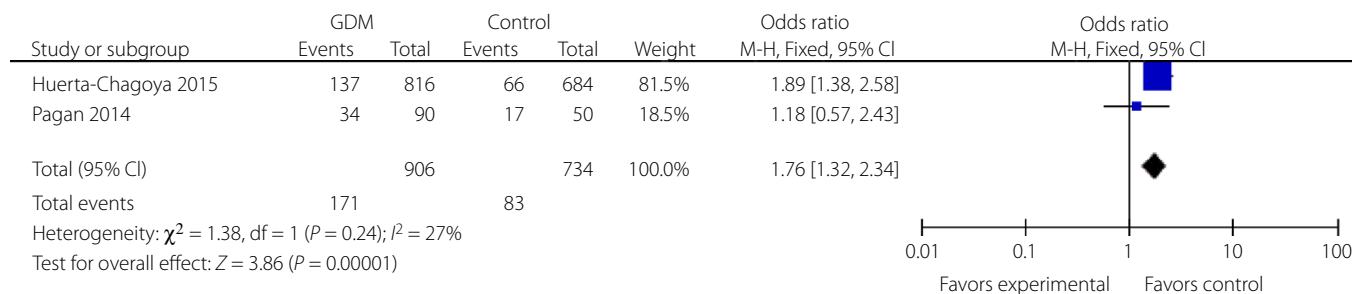 GDM Control Odds ratio Odds ratio
Study or subgroup Events Total Events Total Weight M-H, Fixed, 95% Cl M-H, Fixed, 95% Cl
Huerta-Chagoya 2015 137 816 66 684 81.5% 1.89 [1.38, 2.58]
Pagan 2014 34 90 17 50 18.5% 1.18 [0.57, 2.43]
Total (95% Cl) 906 734 100.0% 1.76 [1.32, 2.34]
Total events 171 83
Heterogeneity: χ² = 1.38, df = 1 (P = 0.24); I² = 27%
Test for overall effect: Z = 3.86 (P = 0.00001)
0.01 0.1 1 10 100
Favors experimental Favors control